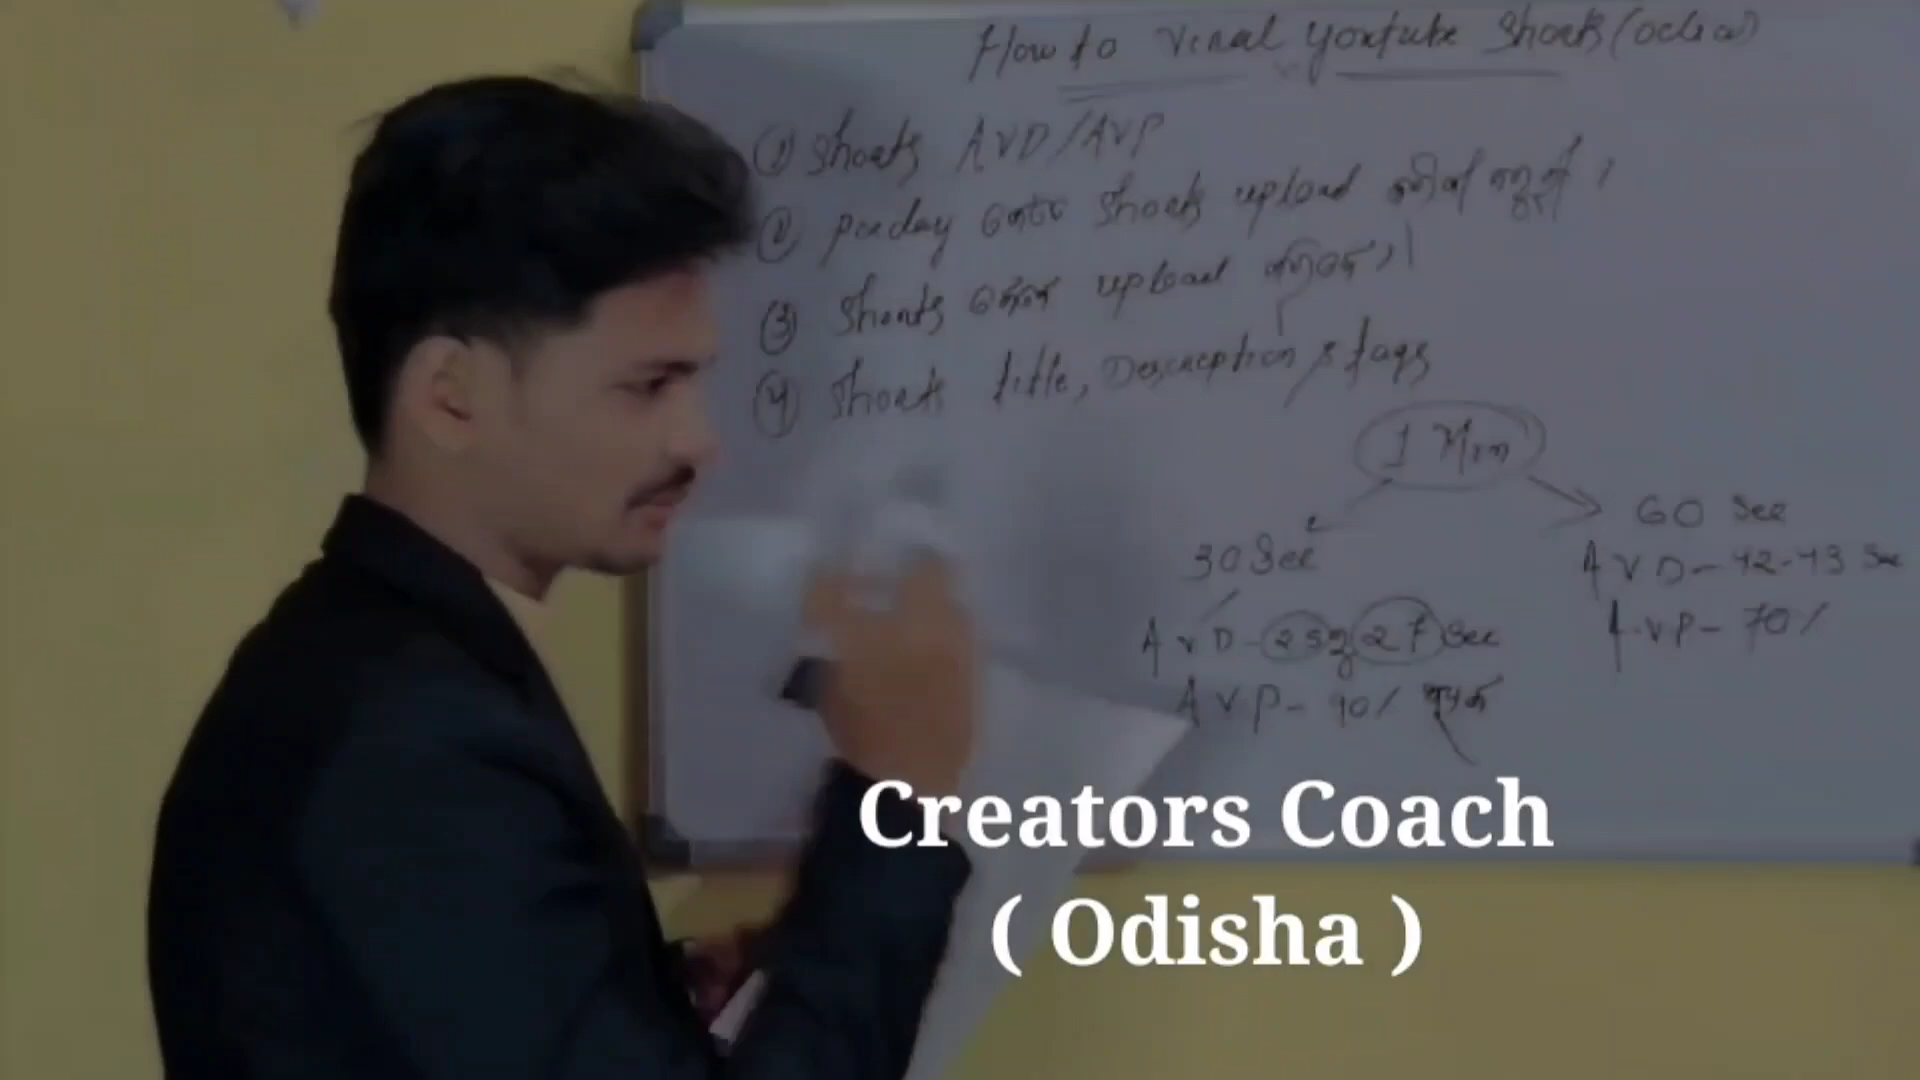 How to Viral Youtube Shorts (odia)
① Shorts AVD/AVP
② Perday କେତେ Shorts upload
③ Shorts କେମିତି upload କରିବେ
④ Shorts title, Description, tags
1 Min
30 Sec
AVD - 25 ରୁ 27 Sec
AVP - 90%
60 Sec
AVD - 42-43 Sec
AVP - 70%
Creators Coach
( Odisha )